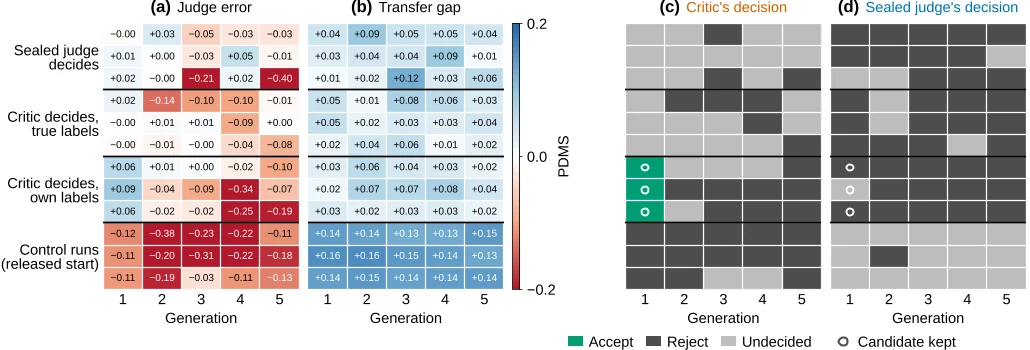 (a) Judge error
(b) Transfer gap
(c) Critic's decision
(d) Sealed judge's decision
Sealed judge
decides
Critic decides,
true labels
Critic decides,
own labels
Control runs
(released start)
−0.00 +0.03 −0.05 −0.03 −0.03
+0.01 +0.00 −0.03 +0.05 −0.01
+0.02 −0.00 −0.21 +0.02 −0.40
+0.02 −0.14 −0.10 −0.10 −0.01
−0.00 +0.01 +0.01 −0.09 +0.00
−0.00 −0.01 −0.00 −0.04 −0.08
+0.06 +0.01 +0.00 −0.02 −0.10
+0.09 −0.04 −0.09 −0.34 −0.07
+0.06 −0.02 −0.02 −0.25 −0.19
−0.12 −0.38 −0.23 −0.22 −0.11
−0.11 −0.20 −0.31 −0.22 −0.18
−0.11 −0.19 −0.03 −0.11 −0.13
1 2 3 4 5
Generation
+0.04 +0.09 +0.05 +0.05 +0.04
+0.03 +0.04 +0.04 +0.09 +0.01
+0.01 +0.02 +0.12 +0.03 +0.06
+0.05 +0.01 +0.08 +0.06 +0.03
+0.05 +0.02 +0.03 +0.04 +0.03
+0.02 +0.04 +0.06 +0.01 +0.02
+0.03 +0.06 +0.04 +0.03 +0.02
+0.02 +0.07 +0.07 +0.08 +0.04
+0.03 +0.02 +0.03 +0.03 +0.02
+0.14 +0.14 +0.13 +0.13 +0.15
+0.16 +0.16 +0.15 +0.14 +0.13
+0.14 +0.15 +0.14 +0.14 +0.14
1 2 3 4 5
Generation
0.2
0.0
−0.2
PDMS
1 2 3 4 5
Generation
1 2 3 4 5
Generation
Accept Reject Undecided Candidate kept